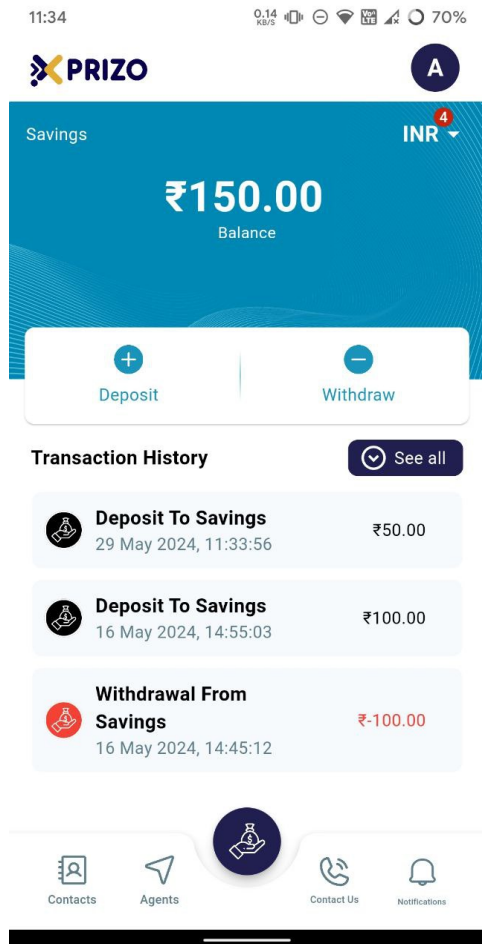 11:34
0.14 KB/S Vo) LTE 70%
PRIZO
A
Savings
4
INR
₹150.00
Balance
Deposit
Withdraw
Transaction History
See all
Deposit To Savings
29 May 2024, 11:33:56
₹50.00
Deposit To Savings
16 May 2024, 14:55:03
₹100.00
Withdrawal From
Savings
16 May 2024, 14:45:12
₹-100.00
Contacts
Agents
Contact Us
Notifications